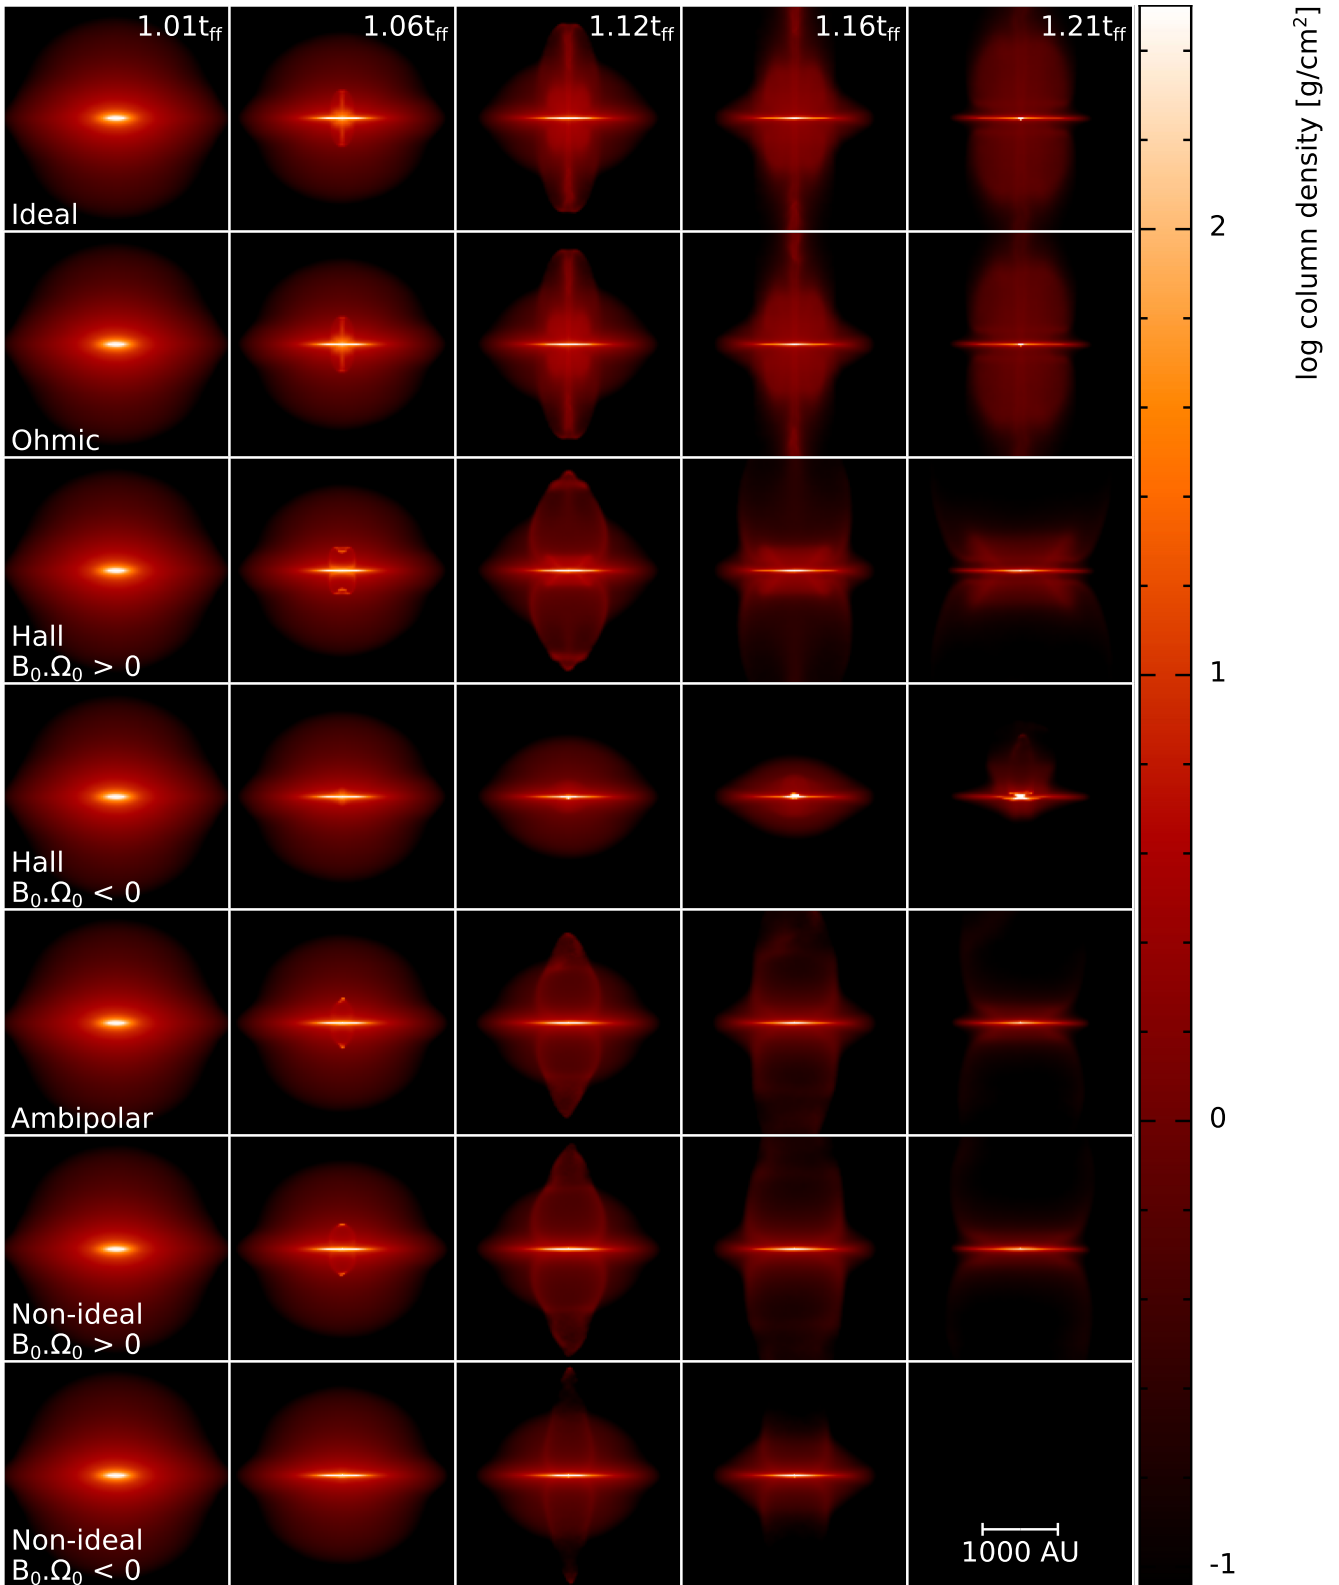 1.01t_ff 1.06t_ff 1.12t_ff 1.16t_ff 1.21t_ff
Ideal
Ohmic
Hall
B₀.Ω₀ > 0
Hall
B₀.Ω₀ < 0
Ambipolar
Non-ideal
B₀.Ω₀ > 0
Non-ideal
B₀.Ω₀ < 0
1000 AU
2
1
0
-1
log column density [g/cm²]